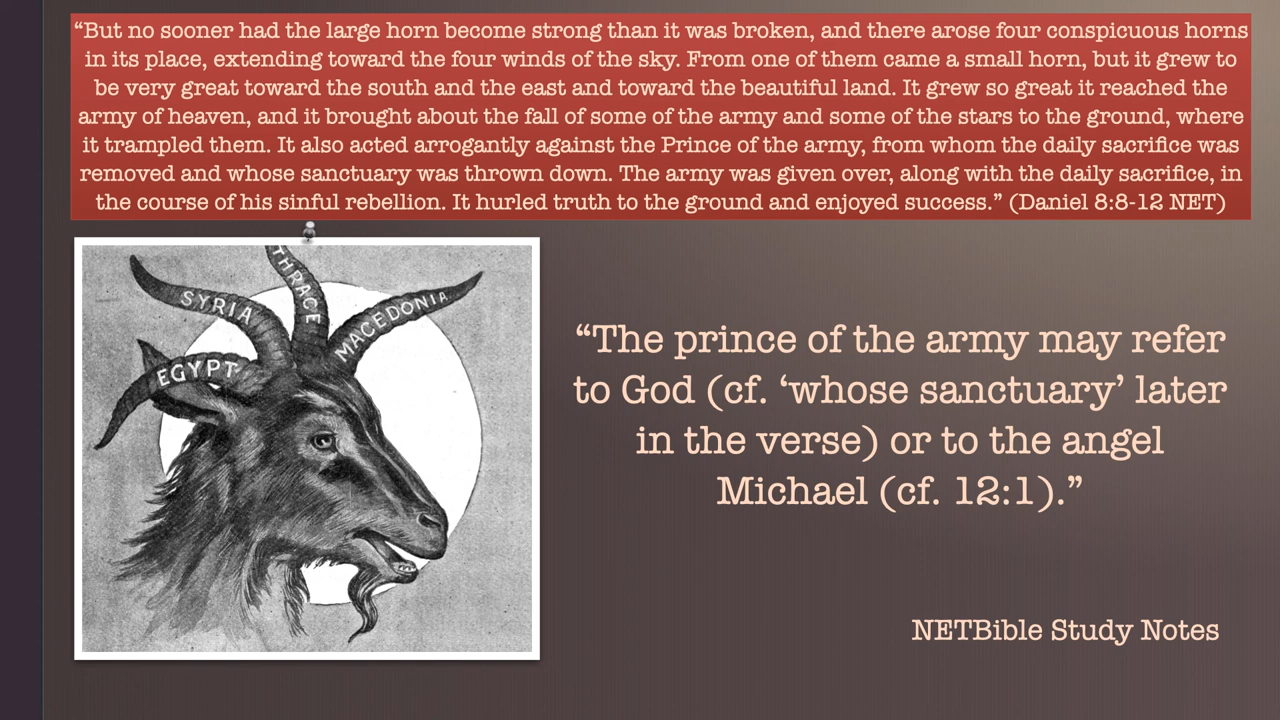 “But no sooner had the large horn become strong than it was broken, and there arose four conspicuous horns
in its place, extending toward the four winds of the sky. From one of them came a small horn, but it grew to
be very great toward the south and the east and toward the beautiful land. It grew so great it reached the
army of heaven, and it brought about the fall of some of the army and some of the stars to the ground, where
it trampled them. It also acted arrogantly against the Prince of the army, from whom the daily sacrifice was
removed and whose sanctuary was thrown down. The army was given over, along with the daily sacrifice, in
the course of his sinful rebellion. It hurled truth to the ground and enjoyed success.” (Daniel 8:8-12 NET)
THRACE
SYRIA
MACEDONIA
EGYPT
“The prince of the army may refer
to God (cf. ‘whose sanctuary’ later
in the verse) or to the angel
Michael (cf. 12:1).”
NETBible Study Notes